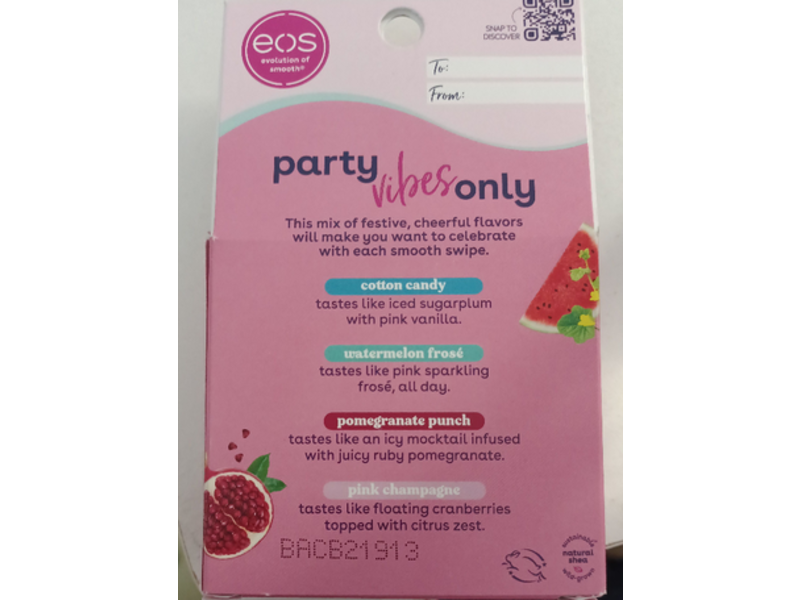 eos
evolution of
smooth®
SNAP TO
DISCOVER
To:
From:
party vibes only
This mix of festive, cheerful flavors
will make you want to celebrate
with each smooth swipe.
cotton candy
tastes like iced sugarplum
with pink vanilla.
watermelon frosé
tastes like pink sparkling
frosé, all day.
pomegranate punch
tastes like an icy mocktail infused
with juicy ruby pomegranate.
pink champagne
tastes like floating cranberries
topped with citrus zest.
BACB21913
sustainable
natural
shea
wild-grown